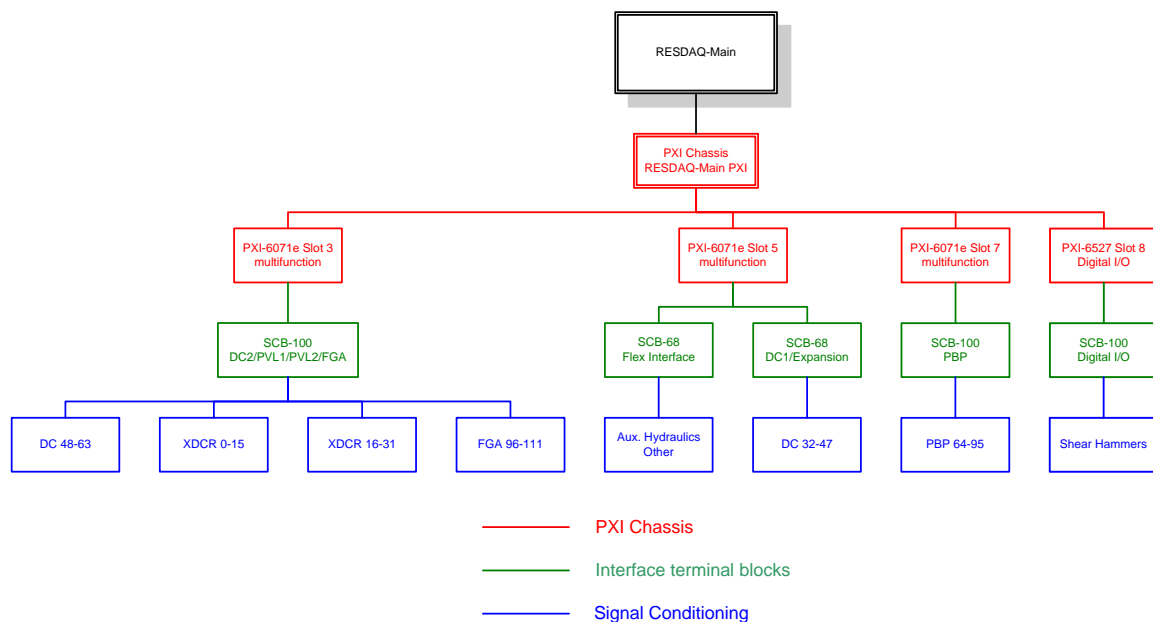 RESDAQ-Main
PXI Chassis
RESDAQ-Main PXI
PXI-6071e Slot 3
multifunction
PXI-6071e Slot 5
multifunction
PXI-6071e Slot 7
multifunction
PXI-6527 Slot 8
Digital I/O
SCB-100
DC2/PVL1/PVL2/FGA
SCB-68
Flex Interface
SCB-68
DC1/Expansion
SCB-100
PBP
SCB-100
Digital I/O
DC 48-63
XDCR 0-15
XDCR 16-31
FGA 96-111
Aux. Hydraulics
Other
DC 32-47
PBP 64-95
Shear Hammers
PXI Chassis
Interface terminal blocks
Signal Conditioning